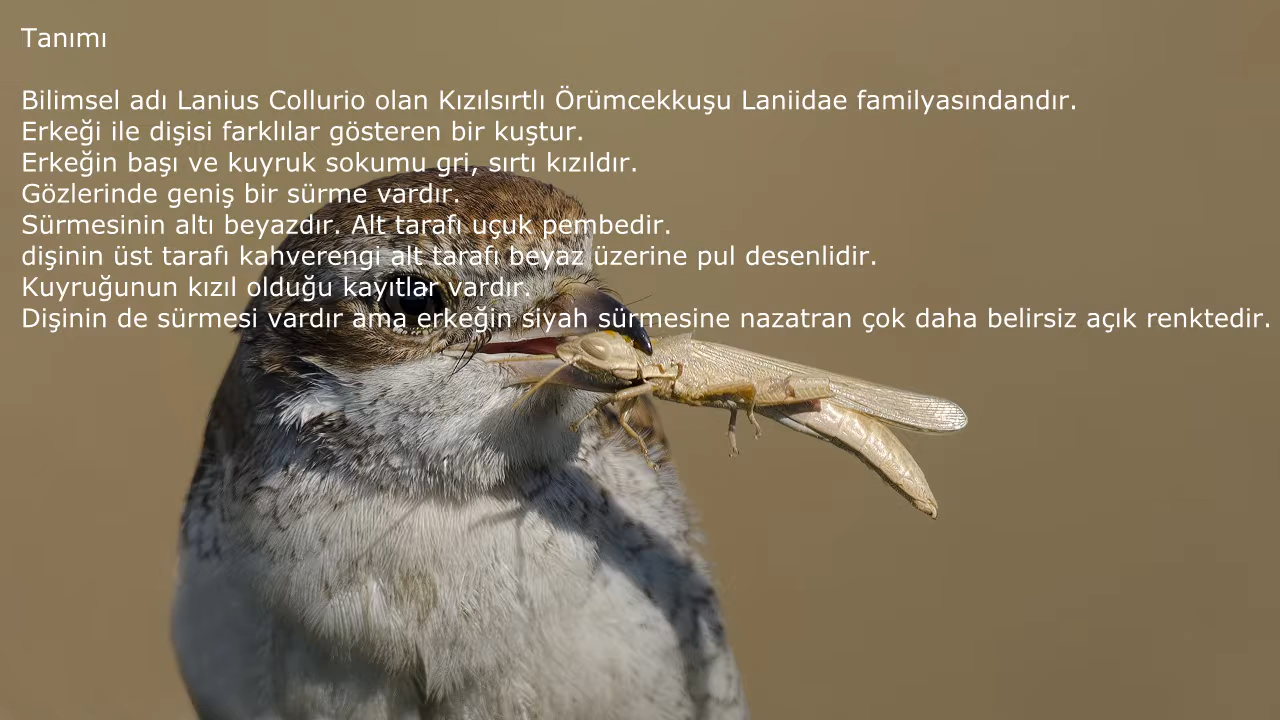 Tanımı
Bilimsel adı Lanius Collurio olan Kızılsırtlı Örümcekkuşu Laniidae familyasındandır.
Erkeği ile dişisi farklılar gösteren bir kuştur.
Erkeğin başı ve kuyruk sokumu gri, sırtı kızıldır.
Gözlerinde geniş bir sürme vardır.
Sürmesinin altı beyazdır. Alt tarafı uçuk pembedir.
dişinin üst tarafı kahverengi alt tarafı beyaz üzerine pul desenlidir.
Kuyruğunun kızıl olduğu kayıtlar vardır.
Dişinin de sürmesi vardır ama erkeğin siyah sürmesine nazatran çok daha belirsiz açık renktedir.